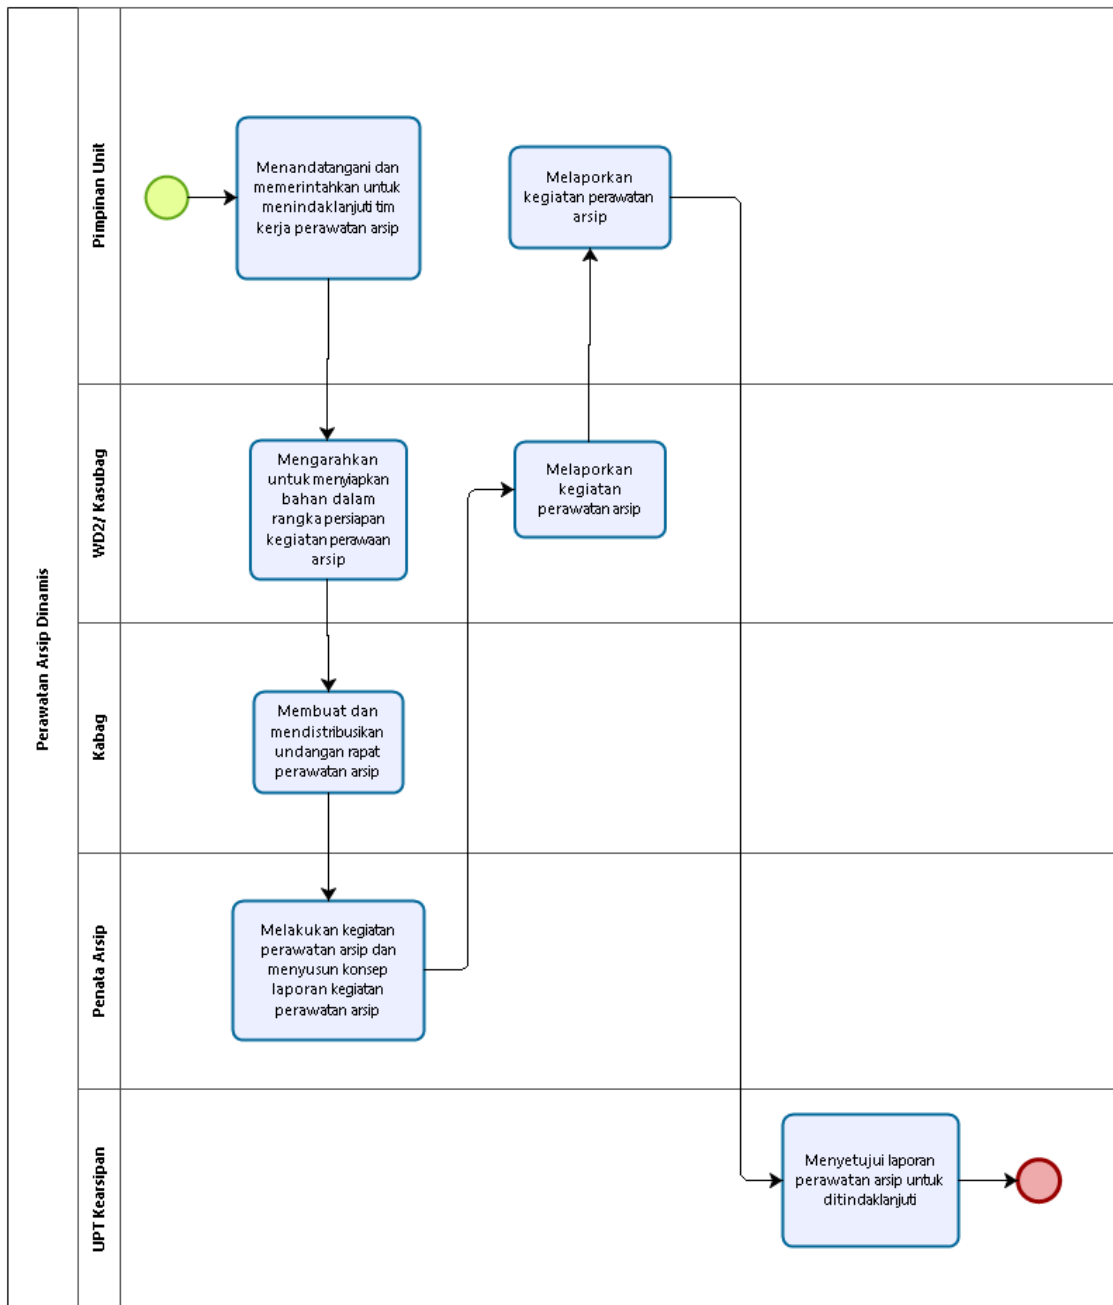 Perawatan Arsip Dinamis
Pimpinan Unit
Menandatangani dan
memerintahkan untuk
menindaklanjuti tim
kerja perawatan arsip
Melaporkan
kegiatan perawatan
arsip
WD2/ Kasubag
Mengarahkan
untuk menyiapkan
bahan dalam
rangka persiapan
kegiatan perawaan
arsip
Melaporkan
kegiatan
perawatan arsip
Kabag
Membuat dan
mendistribusikan
undangan rapat
perawatan arsip
Penata Arsip
Melakukan kegiatan
perawatan arsip dan
menyusun konsep
laporan kegiatan
perawatan arsip
UPT Kearsipan
Menyetujui laporan
perawatan arsip untuk
ditindaklanjuti